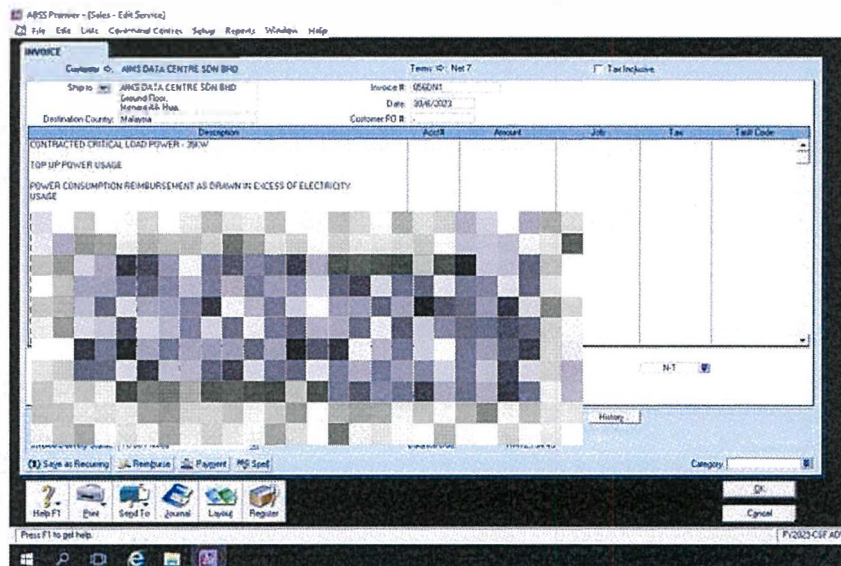 ABSS Premier - [Sales - Edit Service]
File Edit Lists Command Centres Setup Reports Window Help
INVOICE
Customer AIMS DATA CENTRE SDN BHD Terms Net 7 Tax Inclusive
Ship to AIMS DATA CENTRE SDN BHD Invoice #:
Ground Floor, Date: 30/6/2023
Menara
Destination Country: Malaysia Customer PO #:
Description Acct# Amount Job Tax Tariff Code
CONTRACTED CRITICAL LOAD POWER - 35KW
TOP UP POWER USAGE
POWER CONSUMPTION REIMBURSEMENT AS DRAWN IN EXCESS OF ELECTRICITY
USAGE
N-T
History
Save as Recurring Reimburse Payment Spell Category:
Help F1 Print Send To Journal Layout Register
OK
Cancel
Press F1 to get help.